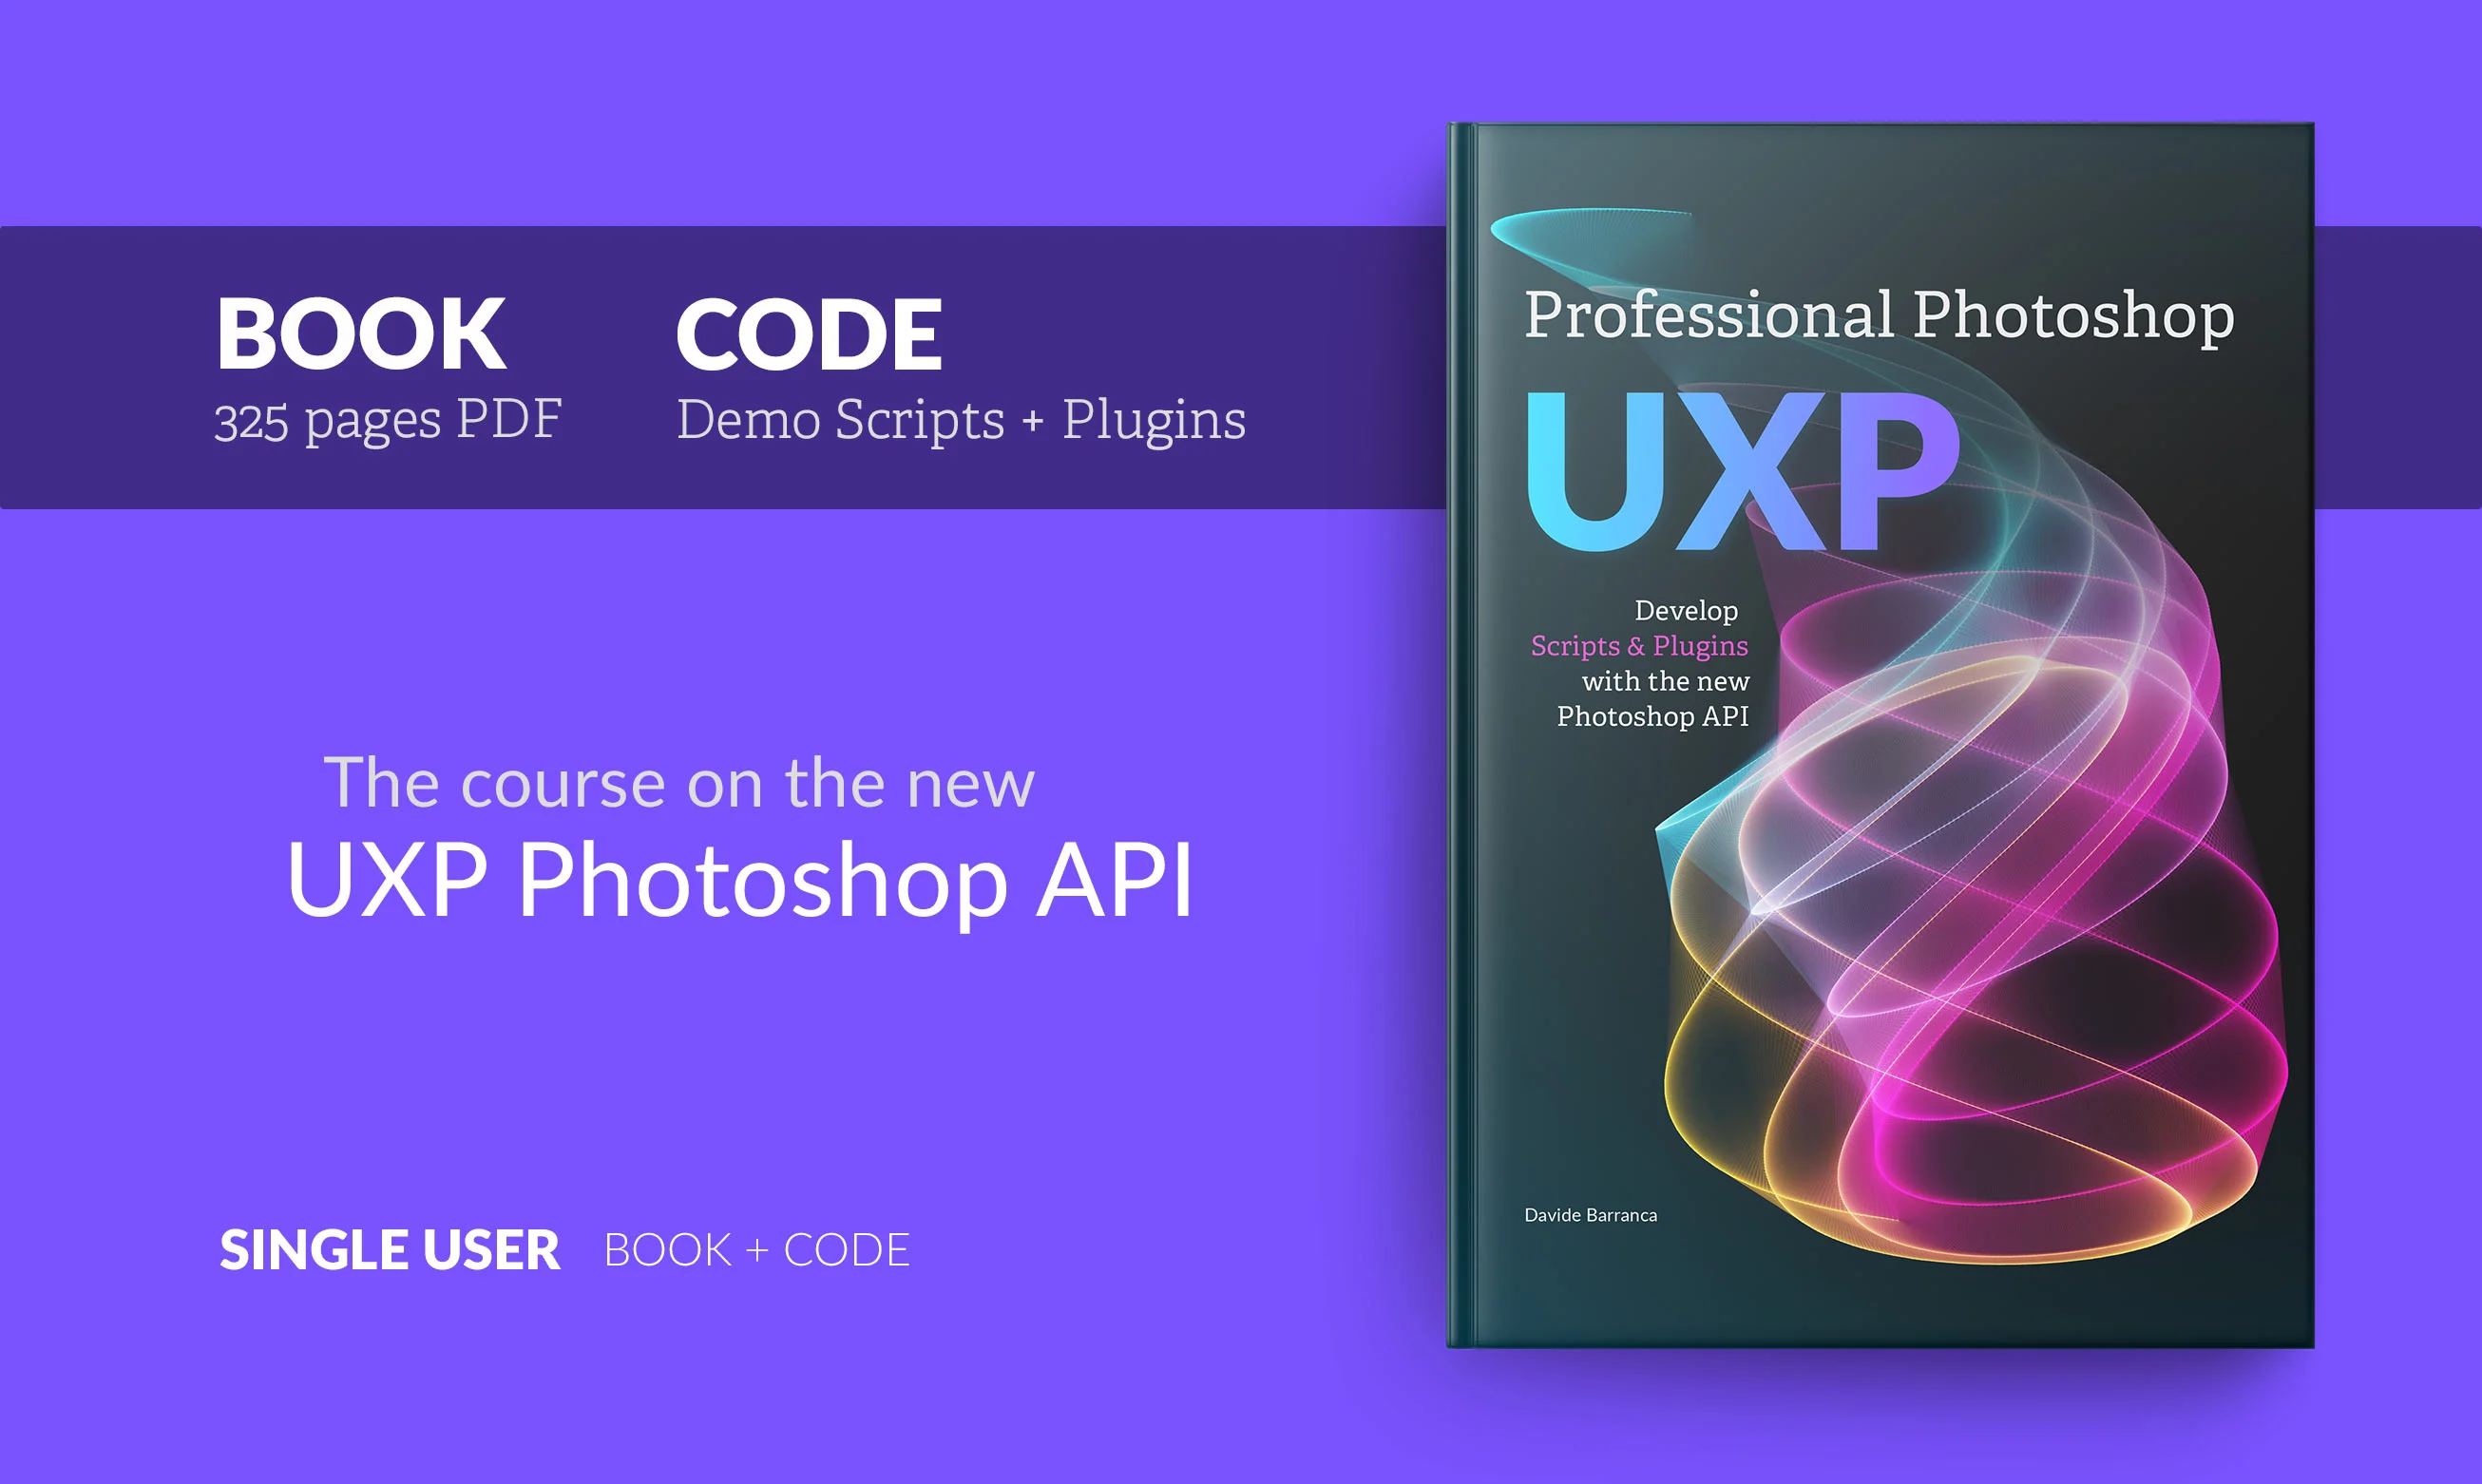 BOOK
325 pages PDF
CODE
Demo Scripts + Plugins
The course on the new
UXP Photoshop API
SINGLE USER BOOK + CODE
Professional Photoshop
UXP
Develop
Scripts & Plugins
with the new
Photoshop API
Davide Barranca